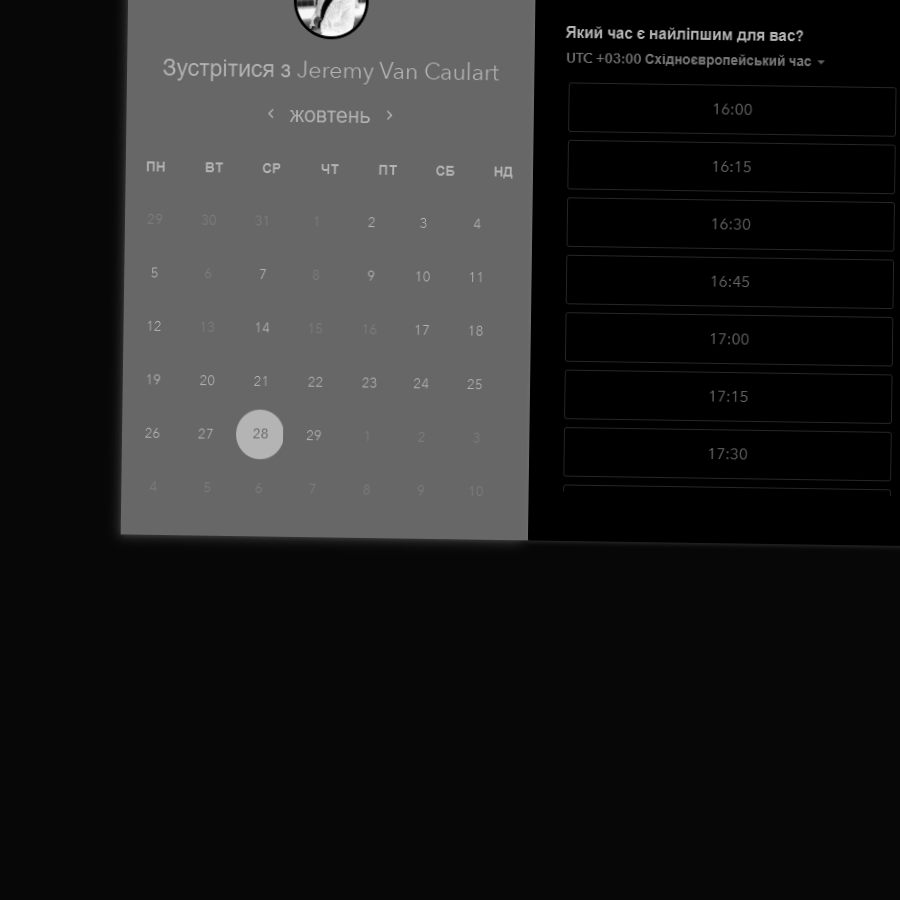 Зустрітися з Jeremy Van Caulart
жовтень
ПН ВТ СР ЧТ ПТ СБ НД
29 30 31 1 2 3 4
5 6 7 8 9 10 11
12 13 14 15 16 17 18
19 20 21 22 23 24 25
26 27 28 29 1 2 3
4 5 6 7 8 9 10
Який час є найліпшим для вас?
UTC +03:00 Східноєвропейський час
16:00
16:15
16:30
16:45
17:00
17:15
17:30